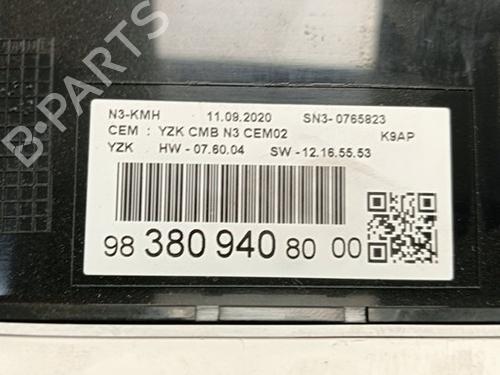 N3-KMH 11.09.2020 SN3- 0765823
CEM : YZK CMB N3 CEM02 K9AP
YZK HW - 07.60.04 SW - 12.16.55.53
98 380 940 80 00